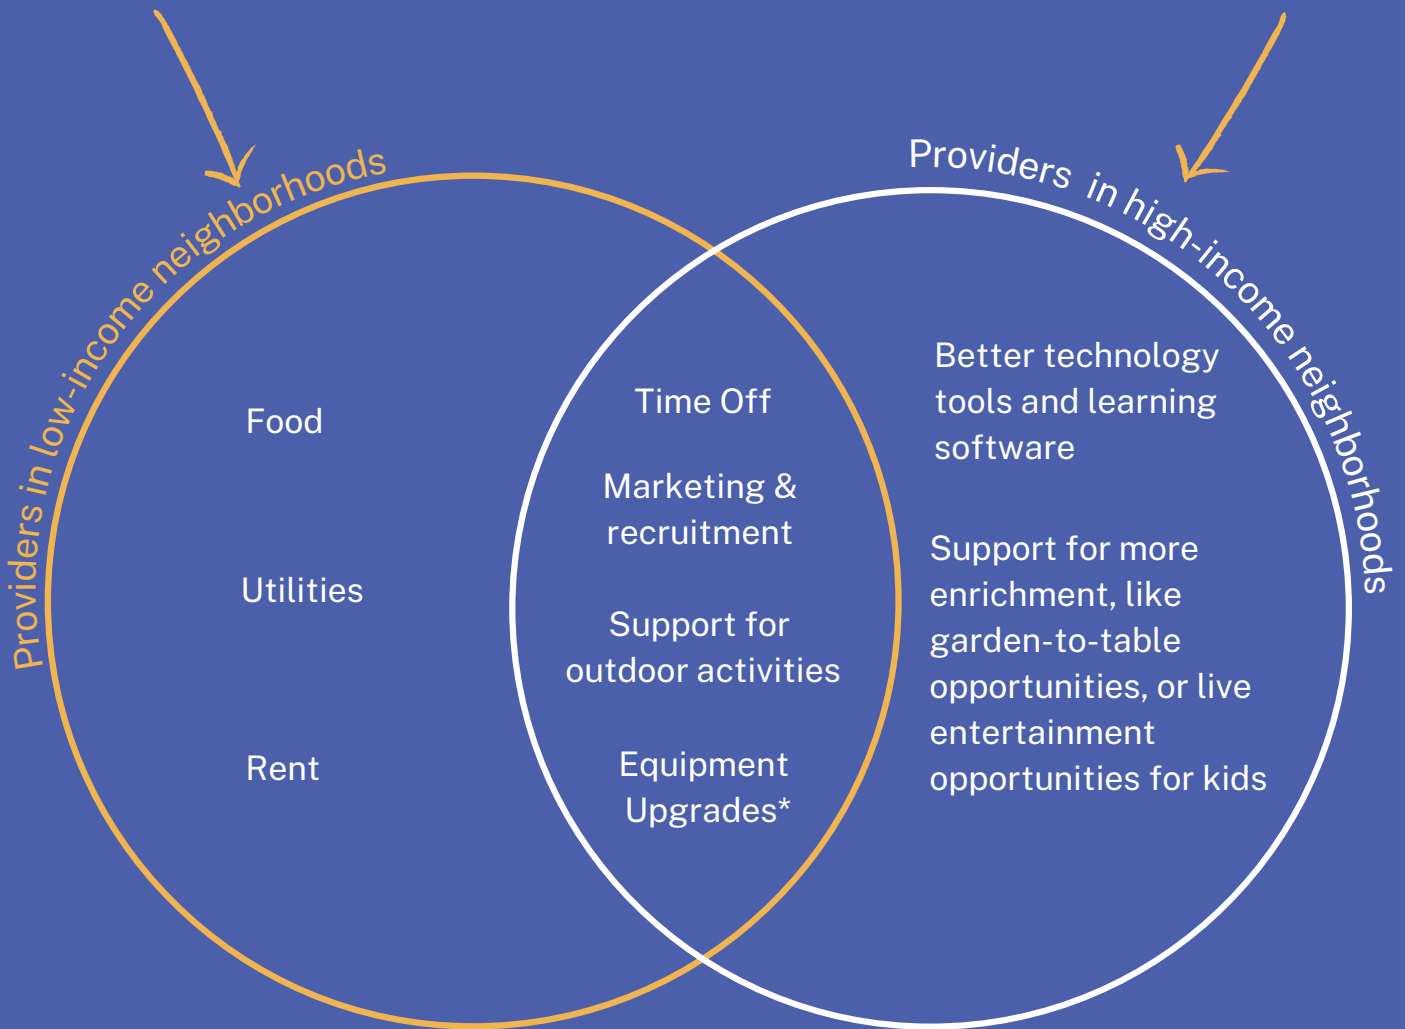 Providers in low-income neighborhoods
Providers in high-income neighborhoods
Food
Utilities
Rent
Time Off
Marketing &
recruitment
Support for
outdoor activities
Equipment
Upgrades*
Better technology
tools and learning
software
Support for more
enrichment, like
garden-to-table
opportunities, or live
entertainment
opportunities for kids